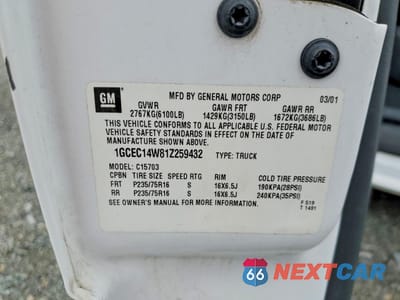 GM
MFD BY GENERAL MOTORS CORP 03/01
GVWR GAWR FRT GAWR RR
2767KG(6100LB) 1429KG(3150LB) 1672KG(3686LB)
THIS VEHICLE CONFORMS TO ALL APPLICABLE U.S. FEDERAL MOTOR
VEHICLE SAFETY STANDARDS IN EFFECT ON THE DATE OF
MANUFACTURE SHOWN ABOVE.
1GCEC14W81Z259432 TYPE: TRUCK
MODEL: C15703
CPBN TIRE SIZE SPEED RTG RIM COLD TIRE PRESSURE
FRT P235/75R16 S 16X6.5J 190KPA(28PSI)
RR P235/75R16 S 16X6.5J 240KPA(35PSI)
SEE OWNER'S MANUAL FOR MORE INFORMATION.
F S19
T 1491
66 NEXTCAR